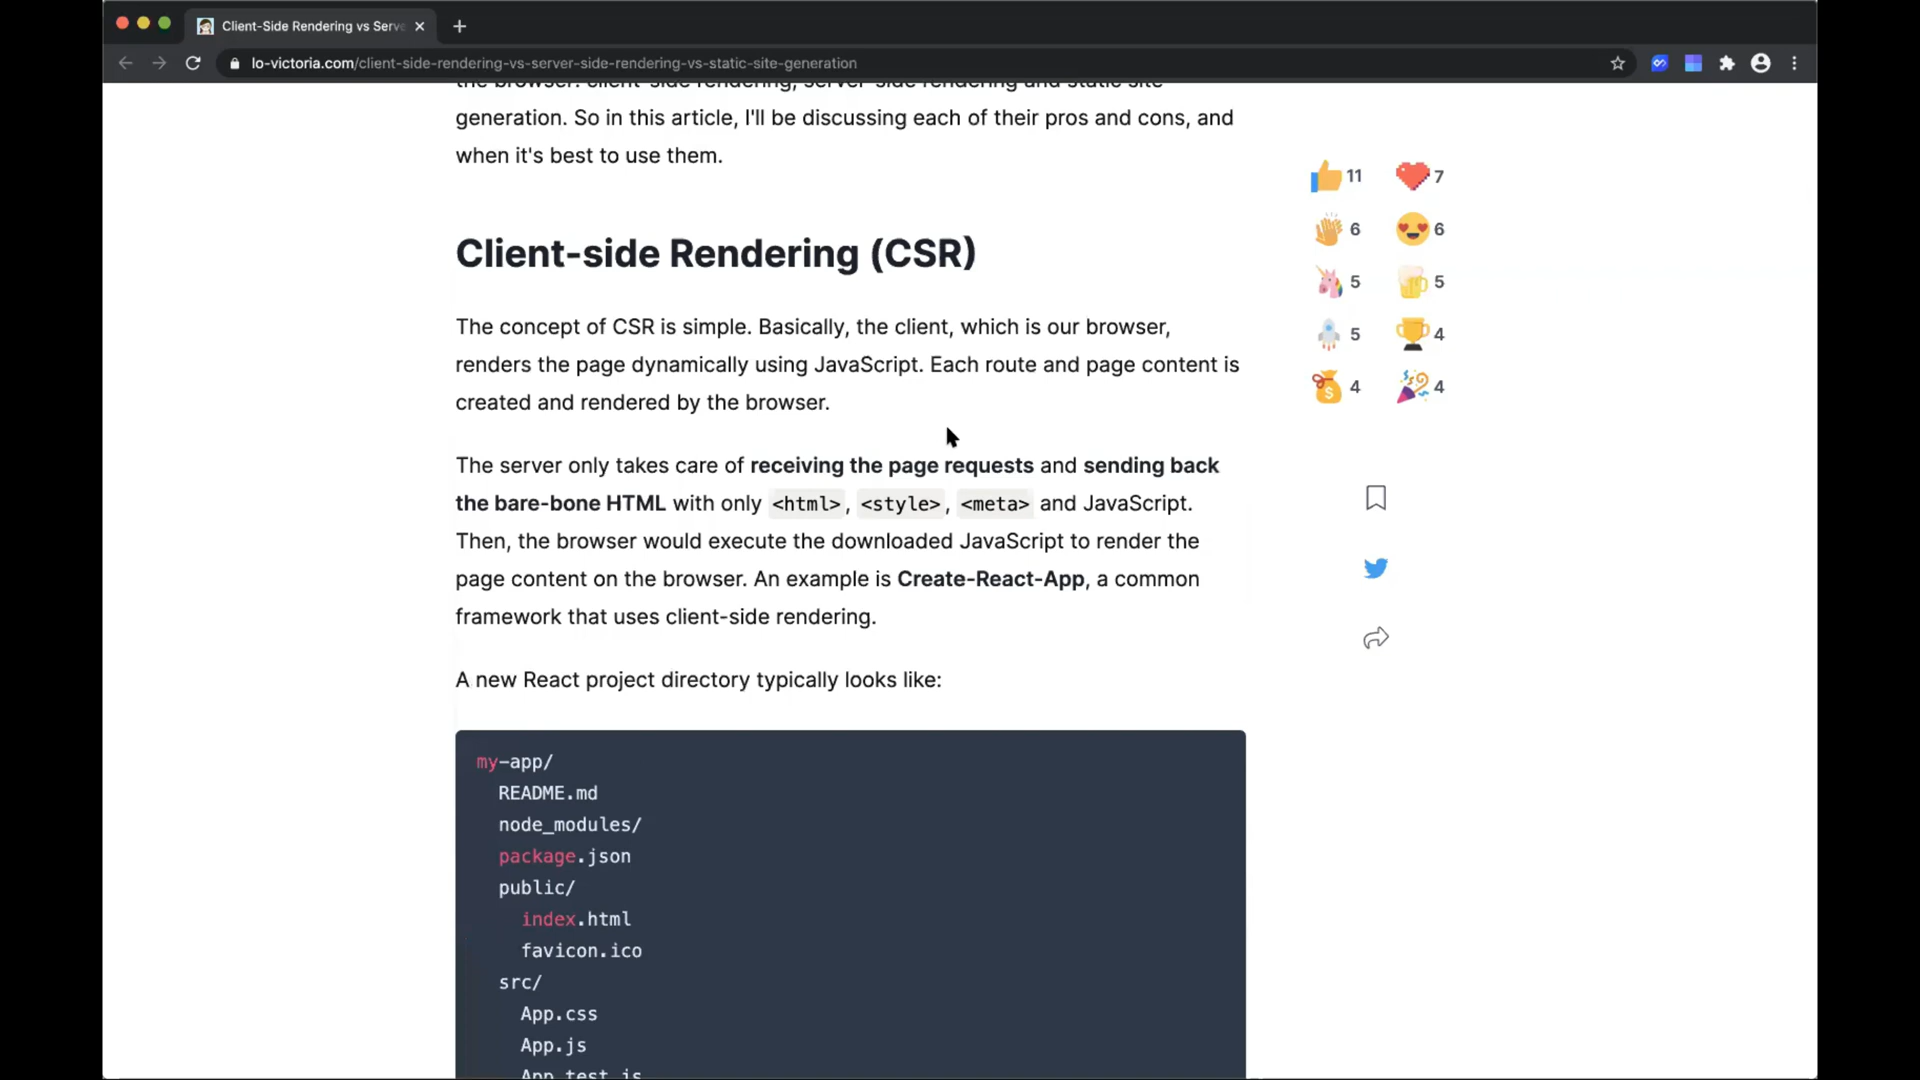 Client-Side Rendering vs Serve
lo-victoria.com/client-side-rendering-vs-server-side-rendering-vs-static-site-generation
the browser: client-side rendering, server-side rendering and static site
generation. So in this article, I'll be discussing each of their pros and cons, and
when it's best to use them.
11
7
6
6
5
5
5
4
4
4
Client-side Rendering (CSR)
The concept of CSR is simple. Basically, the client, which is our browser,
renders the page dynamically using JavaScript. Each route and page content is
created and rendered by the browser.
The server only takes care of receiving the page requests and sending back
the bare-bone HTML with only <html>, <style>, <meta> and JavaScript.
Then, the browser would execute the downloaded JavaScript to render the
page content on the browser. An example is Create-React-App, a common
framework that uses client-side rendering.
A new React project directory typically looks like:
my-app/
README.md
node_modules/
package.json
public/
index.html
favicon.ico
src/
App.css
App.js
App.test.js